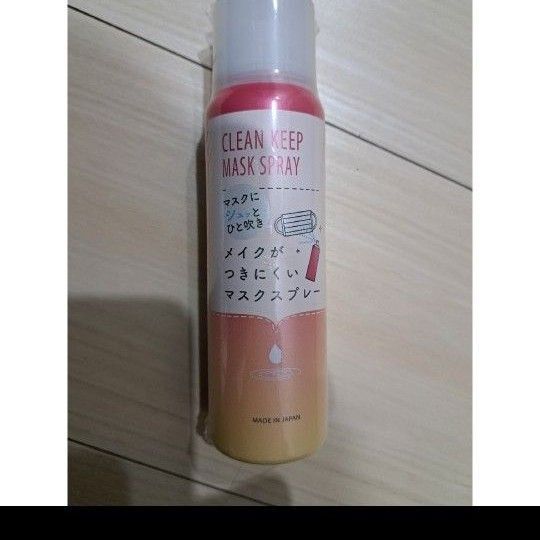 CLEAN KEEP
MASK SPRAY
マスクに
シュッと
ひと吹き
メイクが
つきにくい
マスクスプレー
MADE IN JAPAN